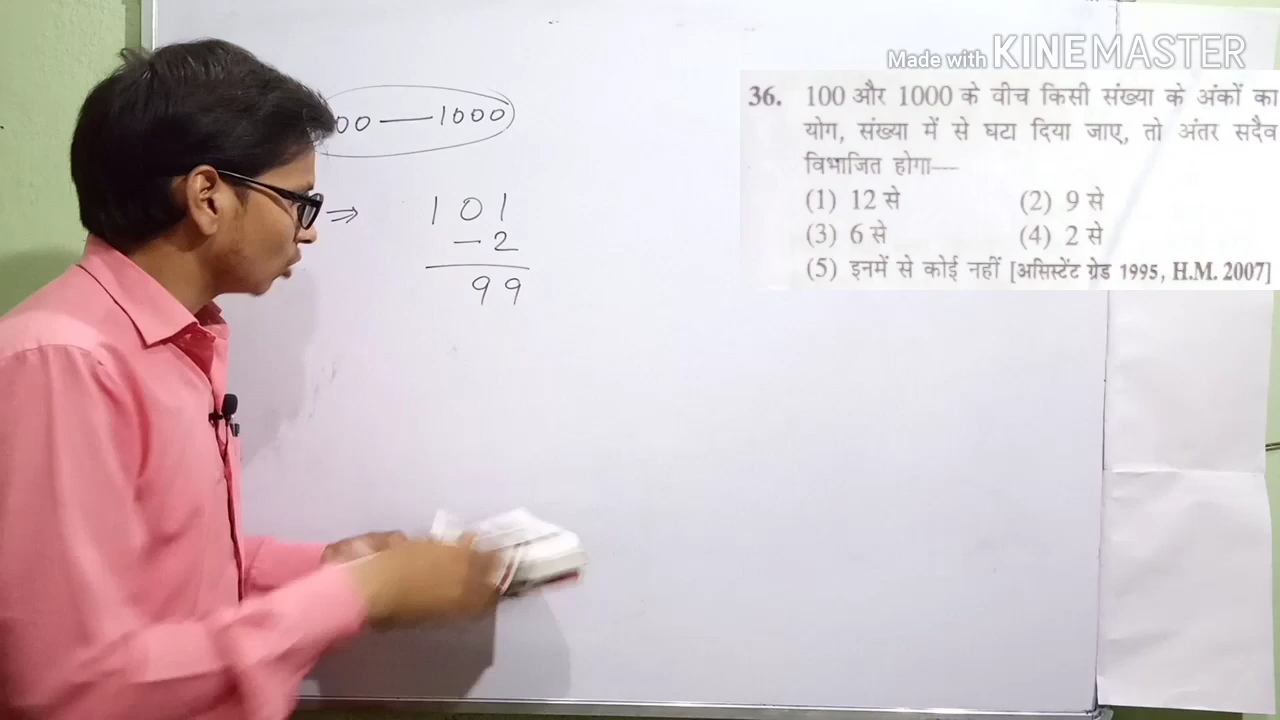 Made with KINEMASTER
36. 100 और 1000 के वीच किसी संख्या के अंकों का
योग, संख्या में से घटा दिया जाए, तो अंतर सदैव
विभाजित होगा—
(1) 12 से (2) 9 से
(3) 6 से (4) 2 से
(5) इनमें से कोई नहीं [असिस्टेंट ग्रेड 1995, H.M. 2007]
00 — 1000
⇒ 101
-2
99